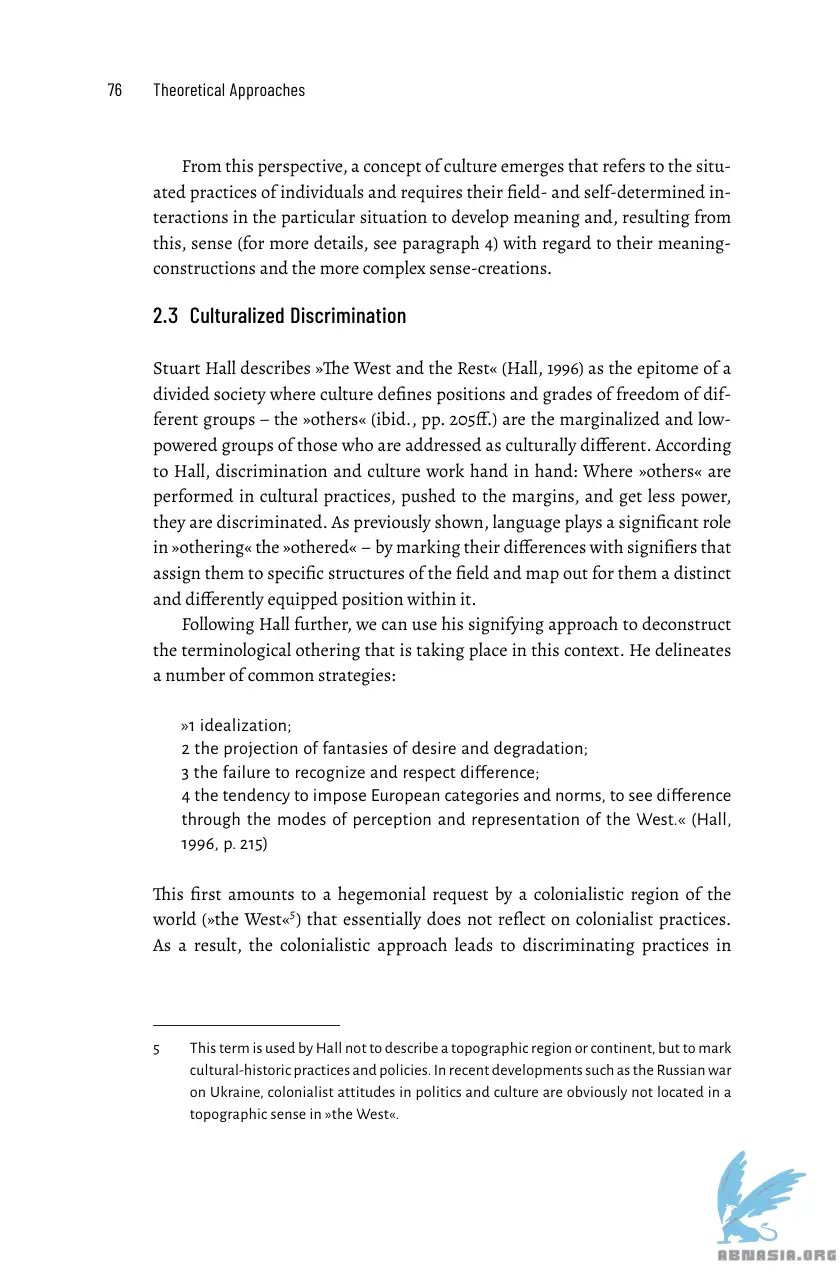 76 Theoretical Approaches
From this perspective, a concept of culture emerges that refers to the situ-
ated practices of individuals and requires their field- and self-determined in-
teractions in the particular situation to develop meaning and, resulting from
this, sense (for more details, see paragraph 4) with regard to their meaning-
constructions and the more complex sense-creations.
2.3 Culturalized Discrimination
Stuart Hall describes »The West and the Rest« (Hall, 1996) as the epitome of a
divided society where culture defines positions and grades of freedom of dif-
ferent groups – the »others« (ibid., pp. 205ff.) are the marginalized and low-
powered groups of those who are addressed as culturally different. According
to Hall, discrimination and culture work hand in hand: Where »others« are
performed in cultural practices, pushed to the margins, and get less power,
they are discriminated. As previously shown, language plays a significant role
in »othering« the »othered« – by marking their differences with signifiers that
assign them to specific structures of the field and map out for them a distinct
and differently equipped position within it.
Following Hall further, we can use his signifying approach to deconstruct
the terminological othering that is taking place in this context. He delineates
a number of common strategies:
»1 idealization;
2 the projection of fantasies of desire and degradation;
3 the failure to recognize and respect difference;
4 the tendency to impose European categories and norms, to see difference
through the modes of perception and representation of the West.« (Hall,
1996, p. 215)
This first amounts to a hegemonial request by a colonialistic region of the
world (»the West«5) that essentially does not reflect on colonialist practices.
As a result, the colonialistic approach leads to discriminating practices in
5 This term is used by Hall not to describe a topographic region or continent, but to mark
cultural-historic practices and policies. In recent developments such as the Russian war
on Ukraine, colonialist attitudes in politics and culture are obviously not located in a
topographic sense in »the West«.
ABNASIA.ORG